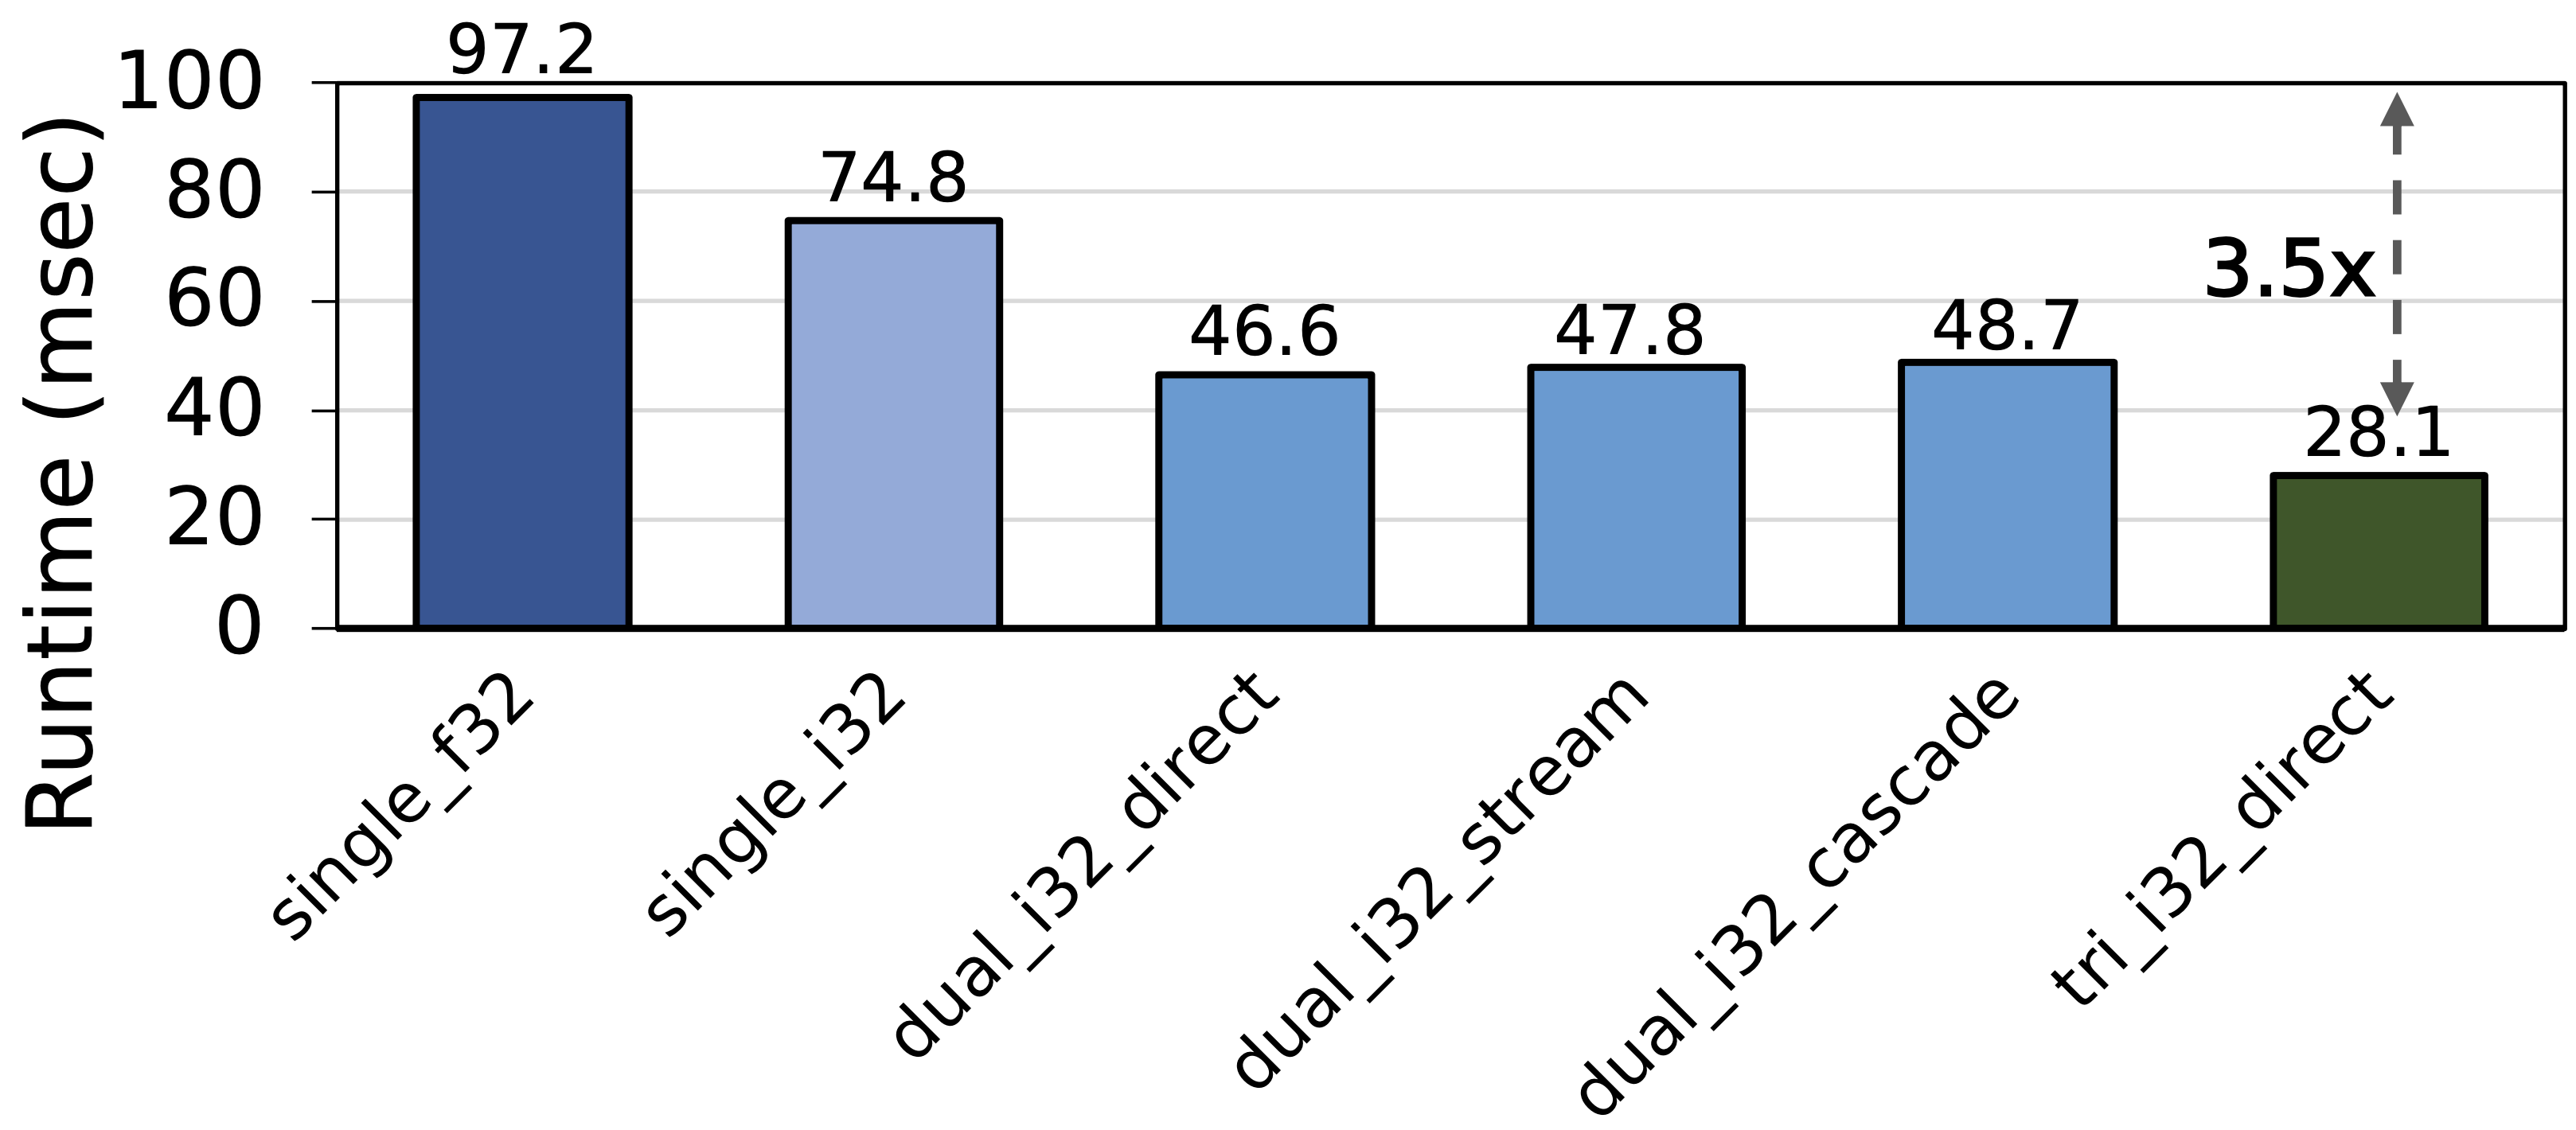 97.2
100
74.8
80
3.5x
60
46.6
47.8
48.7
40
28.1
20
0
Runtime (msec)
single_f32
single_i32
dual_i32_direct
dual_i32_stream
dual_i32_cascade
tri_i32_direct